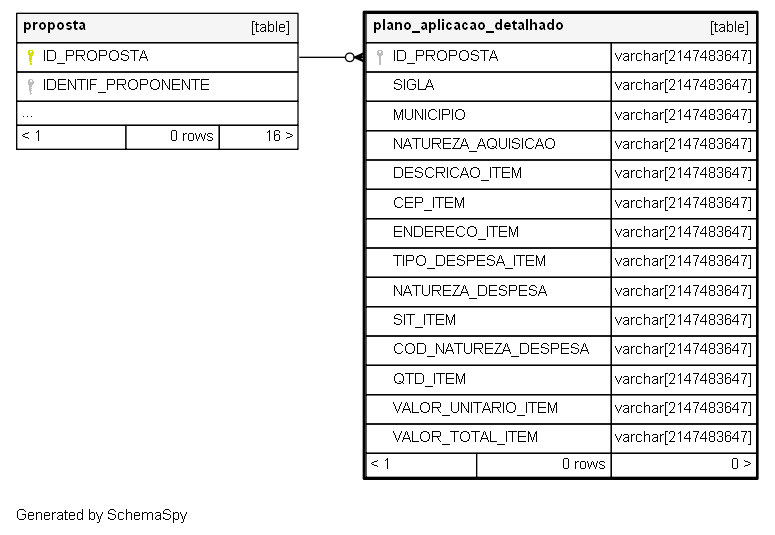 proposta [table]
ID_PROPOSTA
IDENTIF_PROPONENTE
...
< 1 0 rows 16 >
plano_aplicacao_detalhado [table]
ID_PROPOSTA varchar[2147483647]
SIGLA varchar[2147483647]
MUNICIPIO varchar[2147483647]
NATUREZA_AQUISICAO varchar[2147483647]
DESCRICAO_ITEM varchar[2147483647]
CEP_ITEM varchar[2147483647]
ENDERECO_ITEM varchar[2147483647]
TIPO_DESPESA_ITEM varchar[2147483647]
NATUREZA_DESPESA varchar[2147483647]
SIT_ITEM varchar[2147483647]
COD_NATUREZA_DESPESA varchar[2147483647]
QTD_ITEM varchar[2147483647]
VALOR_UNITARIO_ITEM varchar[2147483647]
VALOR_TOTAL_ITEM varchar[2147483647]
< 1 0 rows 0 >
Generated by SchemaSpy